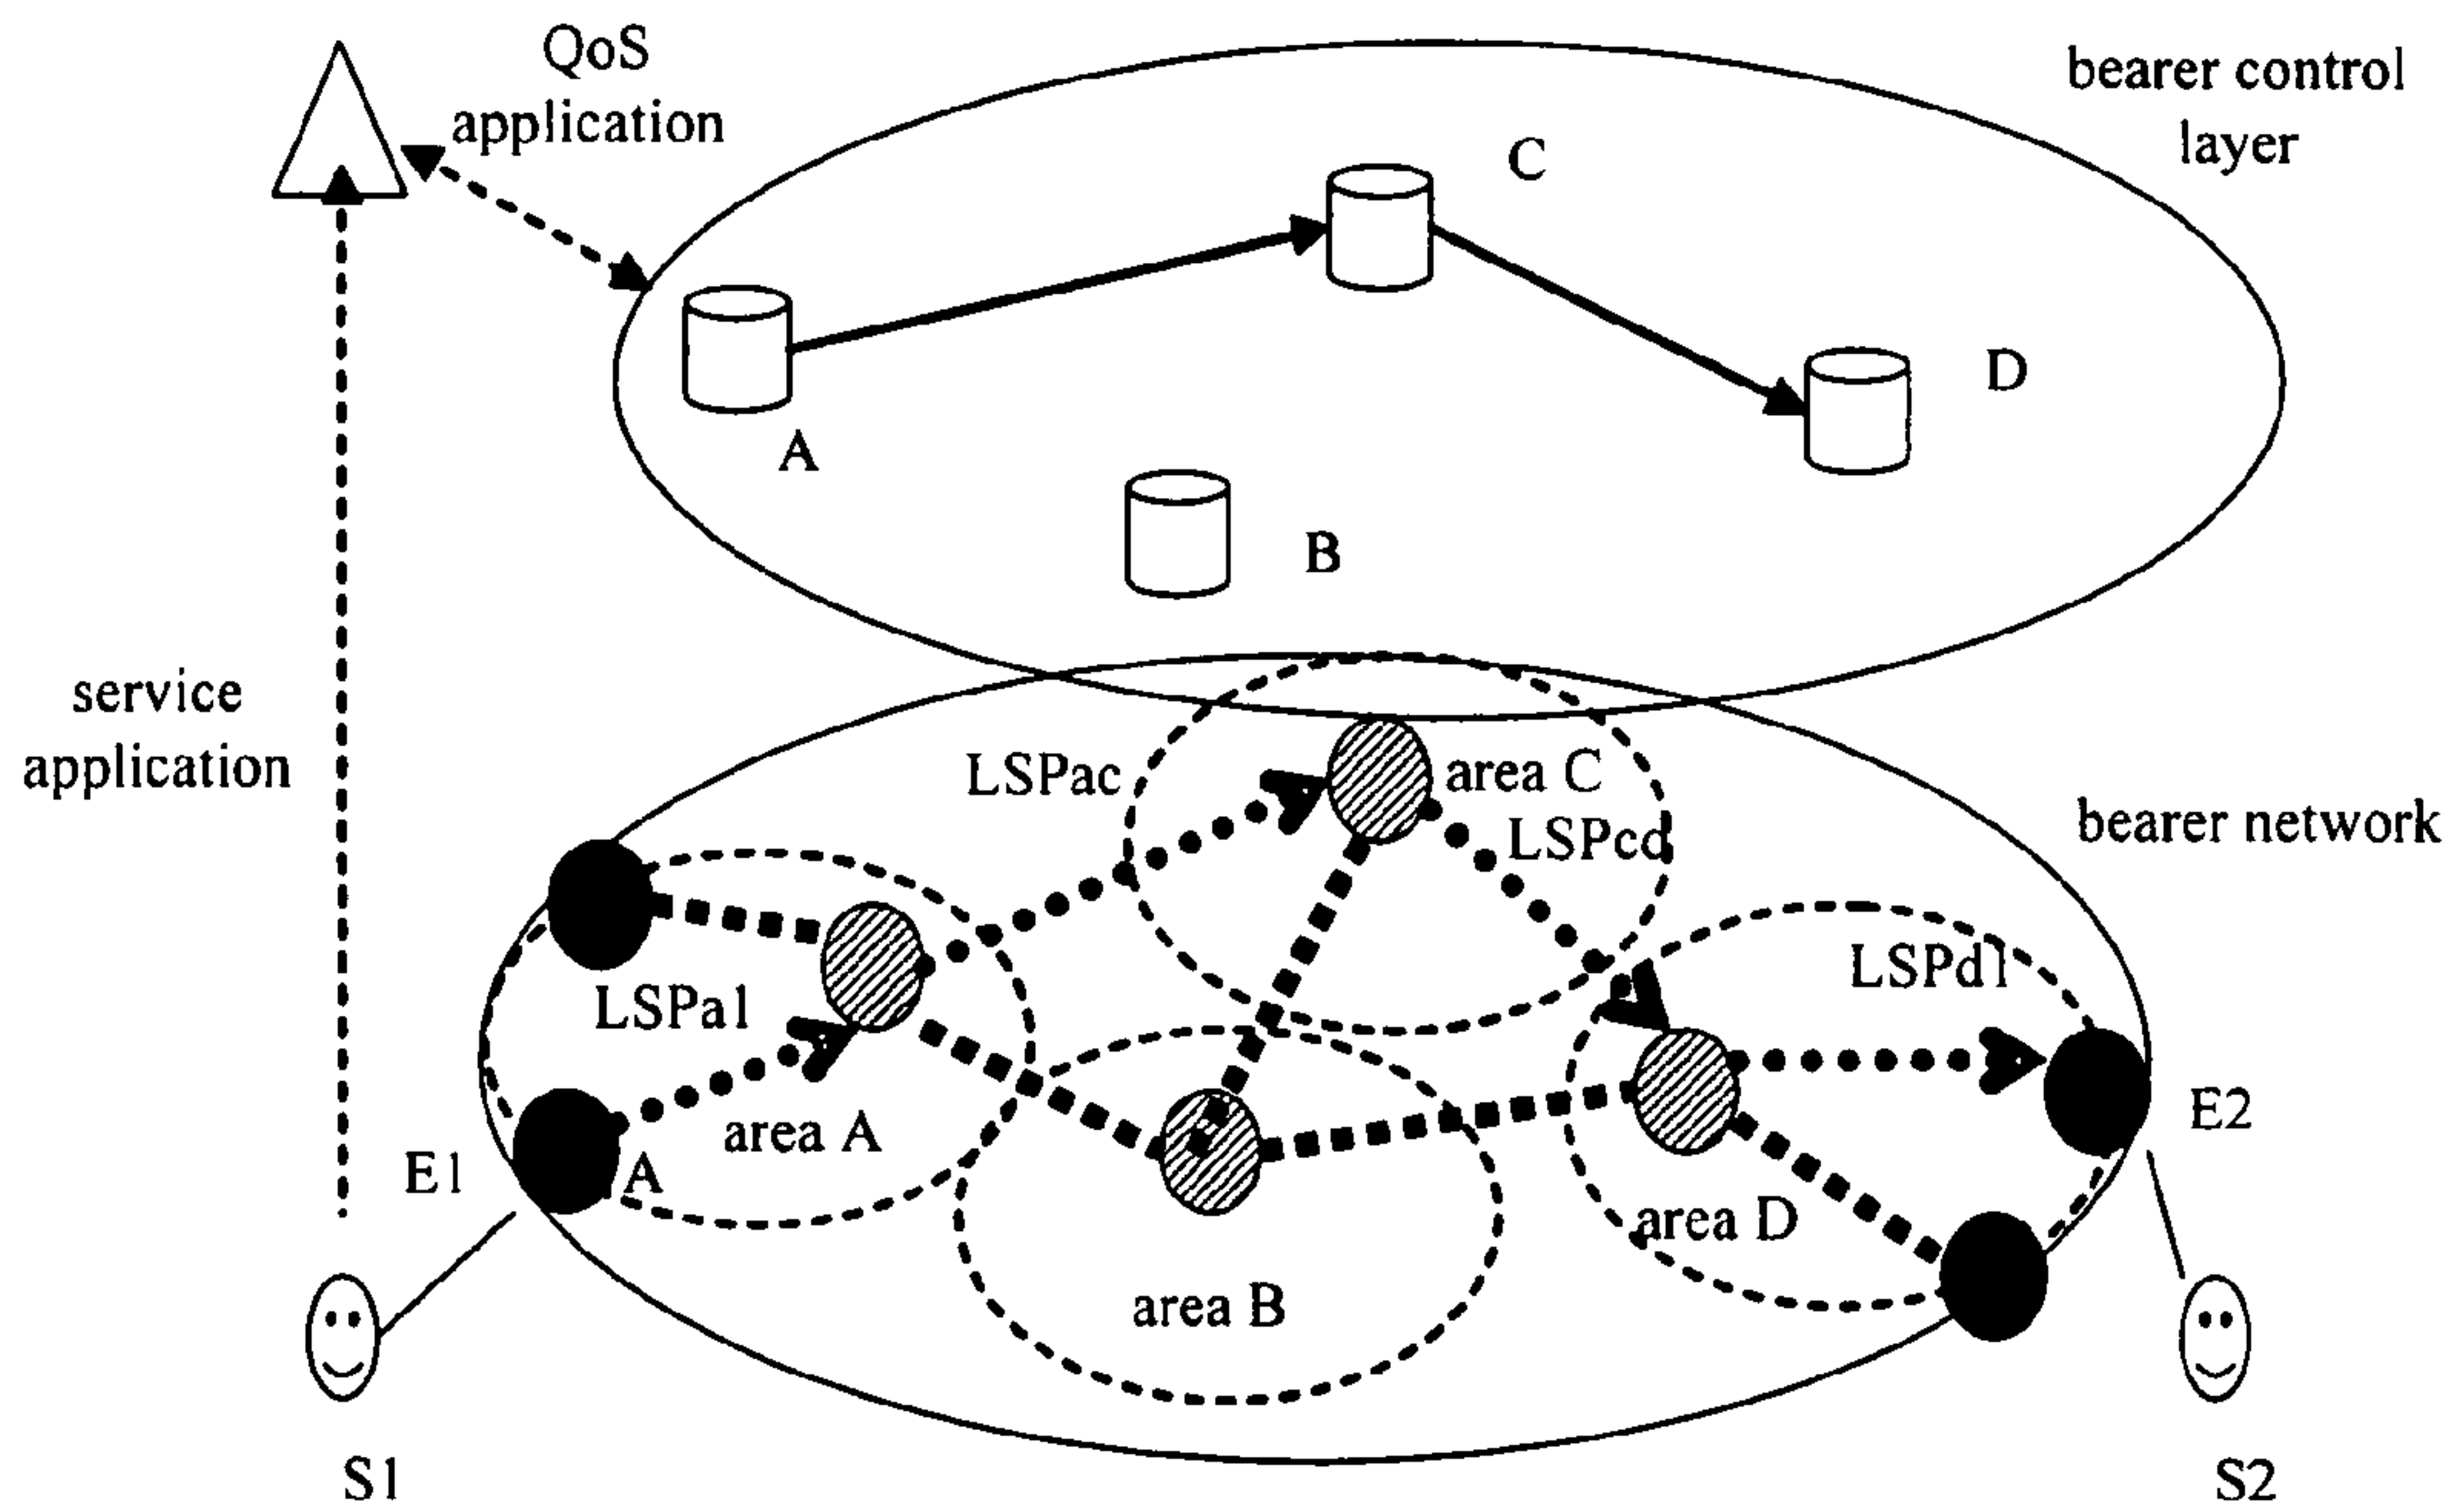 QoS
application
bearer control
layer
C
D
A
B
service
application
LSPac
area C
LSPcd
bearer network
LSPd1
LSPa1
area A
E1
A
E2
area D
area B
S1
S2